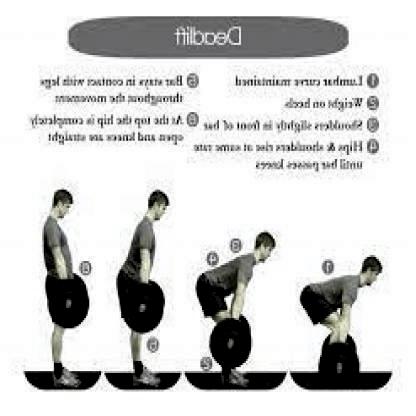 Deadlift
1 Lumbar curve maintained
2 Weight on heels
3 Shoulders slightly in front of bar
4 Hips & shoulders rise at same rate
until bar passes knees
5 Bar stays in contact with legs
throughout the movement
6 At the top the hip is completely
open and knees are straight
1
3
4
2
5
6